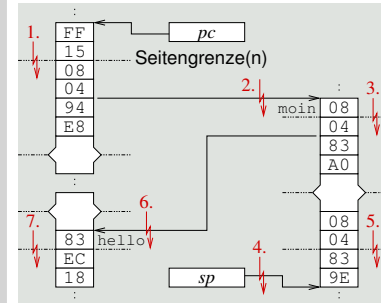 1.
FF
pc
15
Seitengrenze(n)
08
04
2.
3.
94
moin
08
E8
04
83
A0
6.
7.
08
83
hello
04
5.
EC
4.
83
18
sp
9E